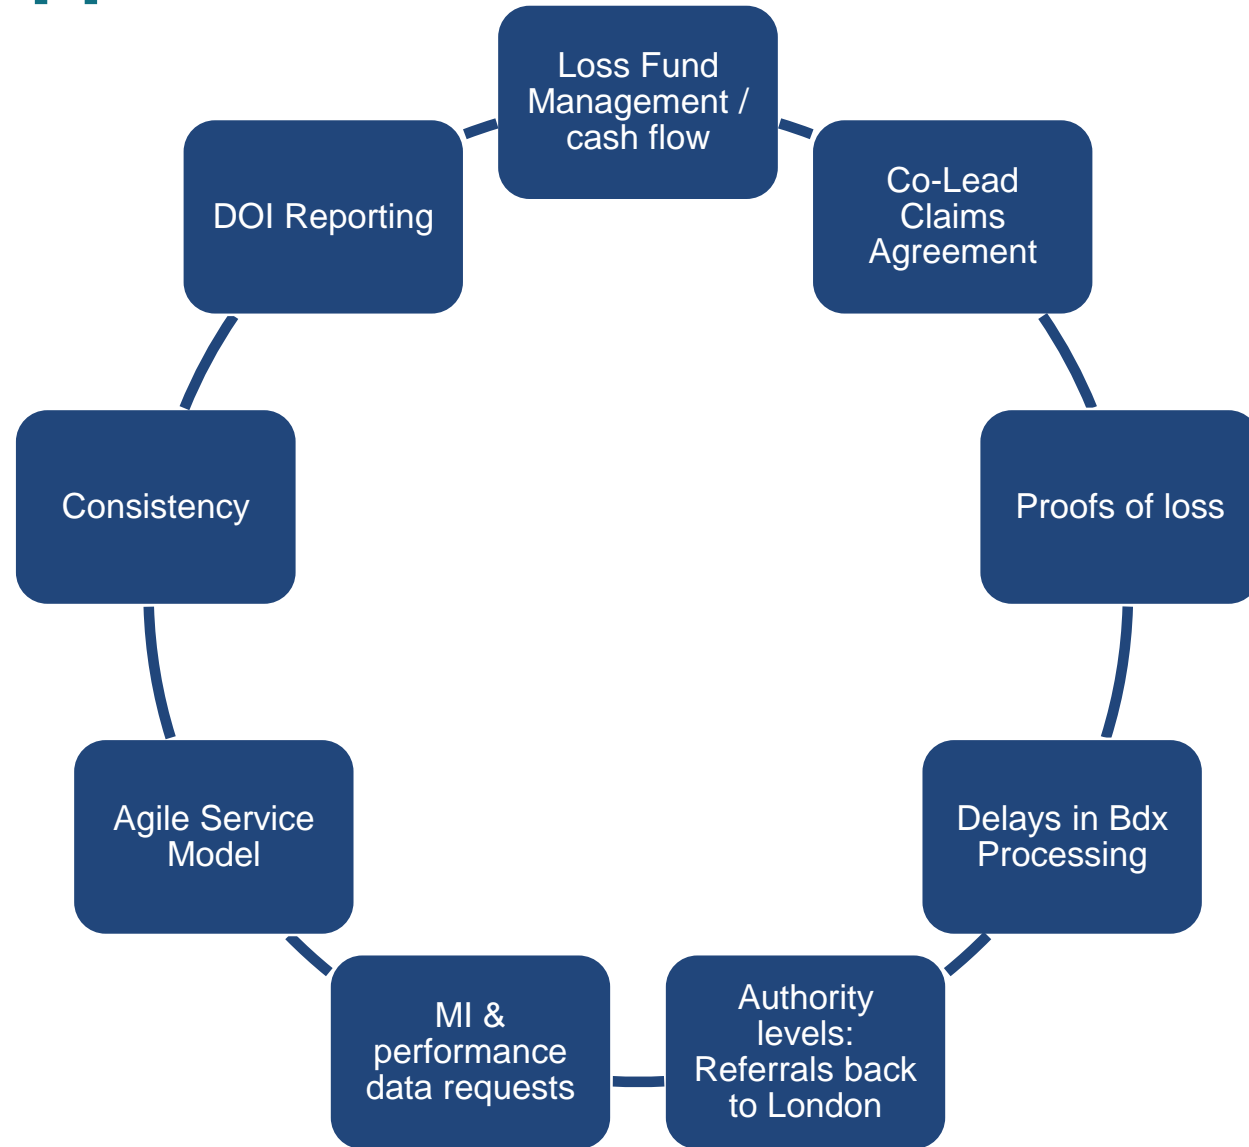 Loss Fund
Management /
cash flow
Co-Lead
Claims
Agreement
Proofs of loss
Delays in Bdx
Processing
Authority
levels:
Referrals back
to London
MI &
performance
data requests
Agile Service
Model
Consistency
DOI Reporting